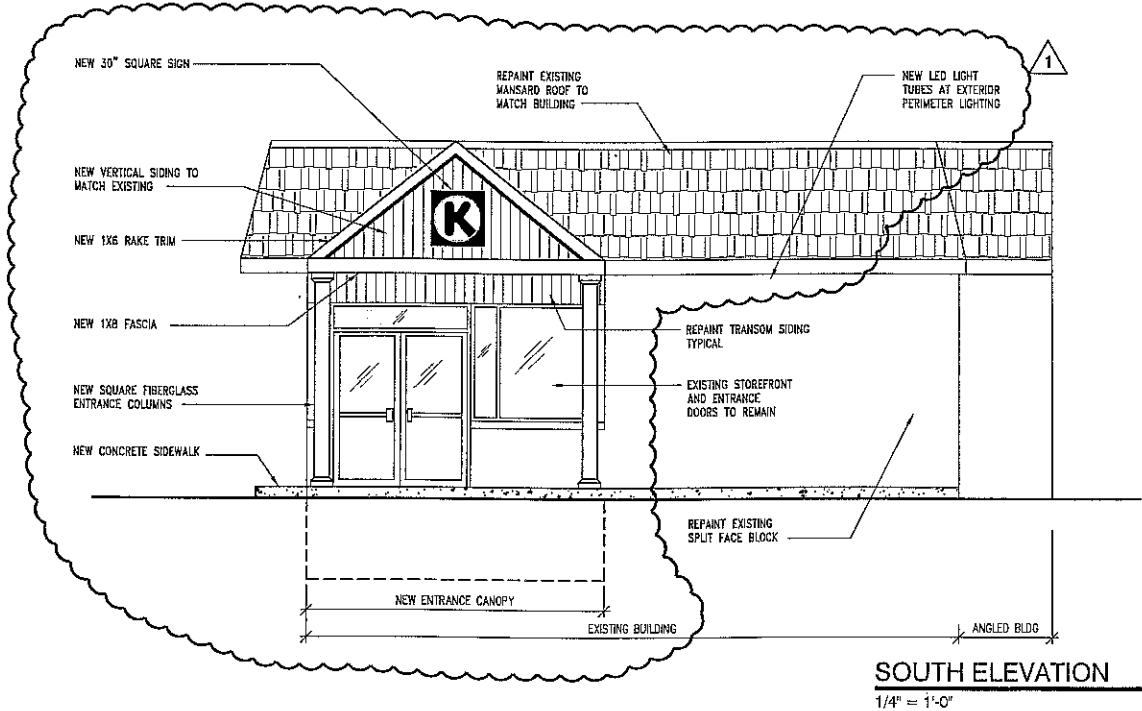 NEW 30" SQUARE SIGN
REPAINT EXISTING
MANSARD ROOF TO
MATCH BUILDING
NEW LED LIGHT
TUBES AT EXTERIOR
PERIMETER LIGHTING
1
NEW VERTICAL SIDING TO
MATCH EXISTING
K
NEW 1X6 RAKE TRIM
NEW 1X8 FASCIA
REPAINT TRANSOM SIDING
TYPICAL
NEW SQUARE FIBERGLASS
ENTRANCE COLUMNS
EXISTING STOREFRONT
AND ENTRANCE
DOORS TO REMAIN
NEW CONCRETE SIDEWALK
REPAINT EXISTING
SPLIT FACE BLOCK
NEW ENTRANCE CANOPY
EXISTING BUILDING
ANGLED BLDG
SOUTH ELEVATION
1/4" = 1'-0"